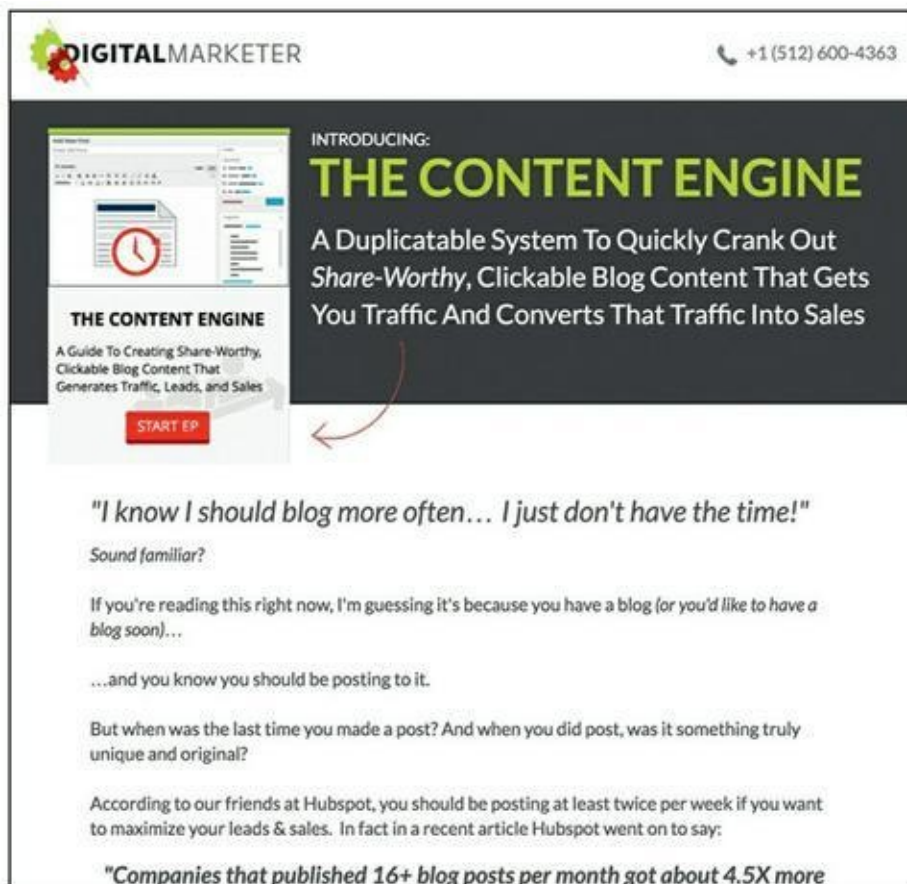 DIGITALMARKETER
+1 (512) 600-4363
INTRODUCING:
THE CONTENT ENGINE
A Duplicatable System To Quickly Crank Out
Share-Worthy, Clickable Blog Content That Gets
You Traffic And Converts That Traffic Into Sales
THE CONTENT ENGINE
A Guide To Creating Share-Worthy,
Clickable Blog Content That
Generates Traffic, Leads, and Sales
START EP
"I know I should blog more often… I just don't have the time!"
Sound familiar?
If you're reading this right now, I'm guessing it's because you have a blog (or you'd like to have a
blog soon)…
…and you know you should be posting to it.
But when was the last time you made a post? And when you did post, was it something truly
unique and original?
According to our friends at Hubspot, you should be posting at least twice per week if you want
to maximize your leads & sales. In fact in a recent article Hubspot went on to say:
"Companies that published 16+ blog posts per month got about 4.5X more